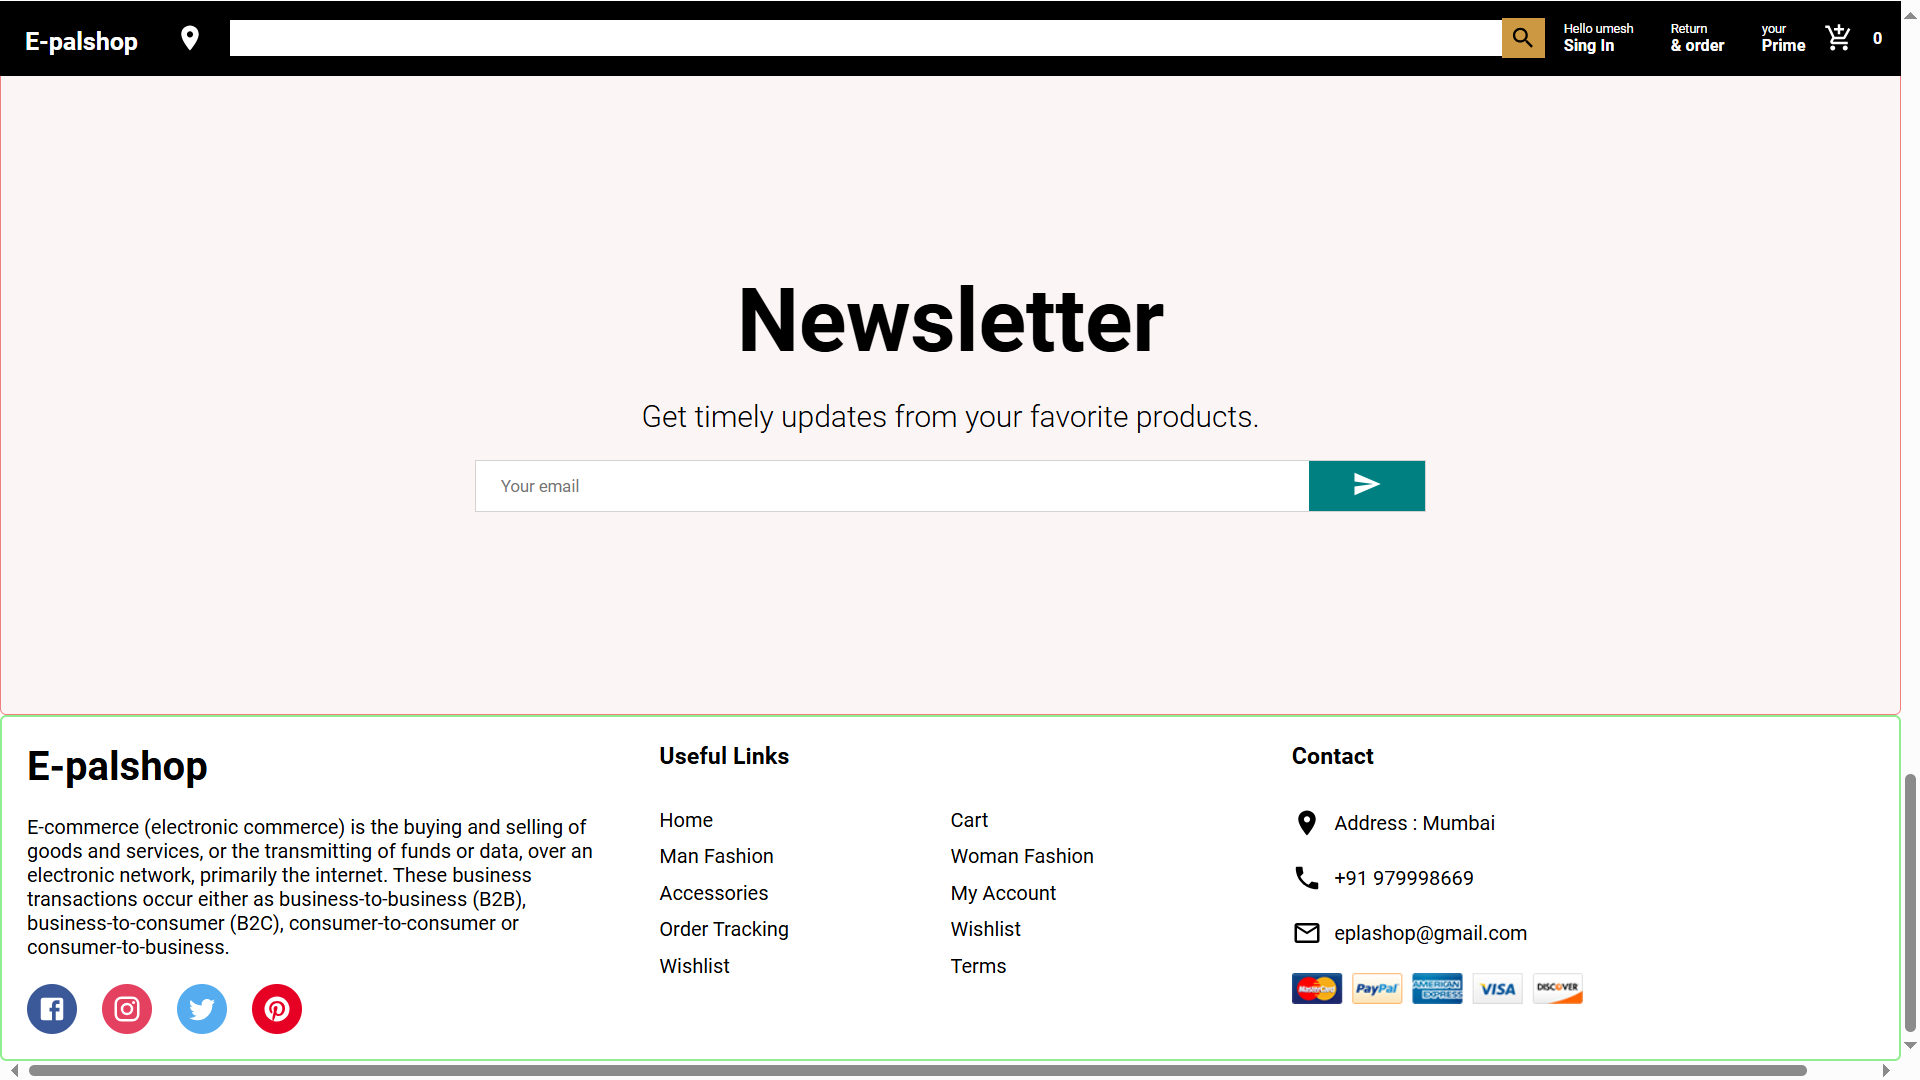 E-palshop
Hello umesh
Sing In
Return
& order
your
Prime
0
Newsletter
Get timely updates from your favorite products.
Your email
E-palshop
E-commerce (electronic commerce) is the buying and selling of
goods and services, or the transmitting of funds or data, over an
electronic network, primarily the internet. These business
transactions occur either as business-to-business (B2B),
business-to-consumer (B2C), consumer-to-consumer or
consumer-to-business.
Useful Links
Home
Cart
Man Fashion
Woman Fashion
Accessories
My Account
Order Tracking
Wishlist
Wishlist
Terms
Contact
Address : Mumbai
+91 979998669
eplashop@gmail.com
MasterCard
PayPal
AMERICAN EXPRESS
VISA
DISCOVER